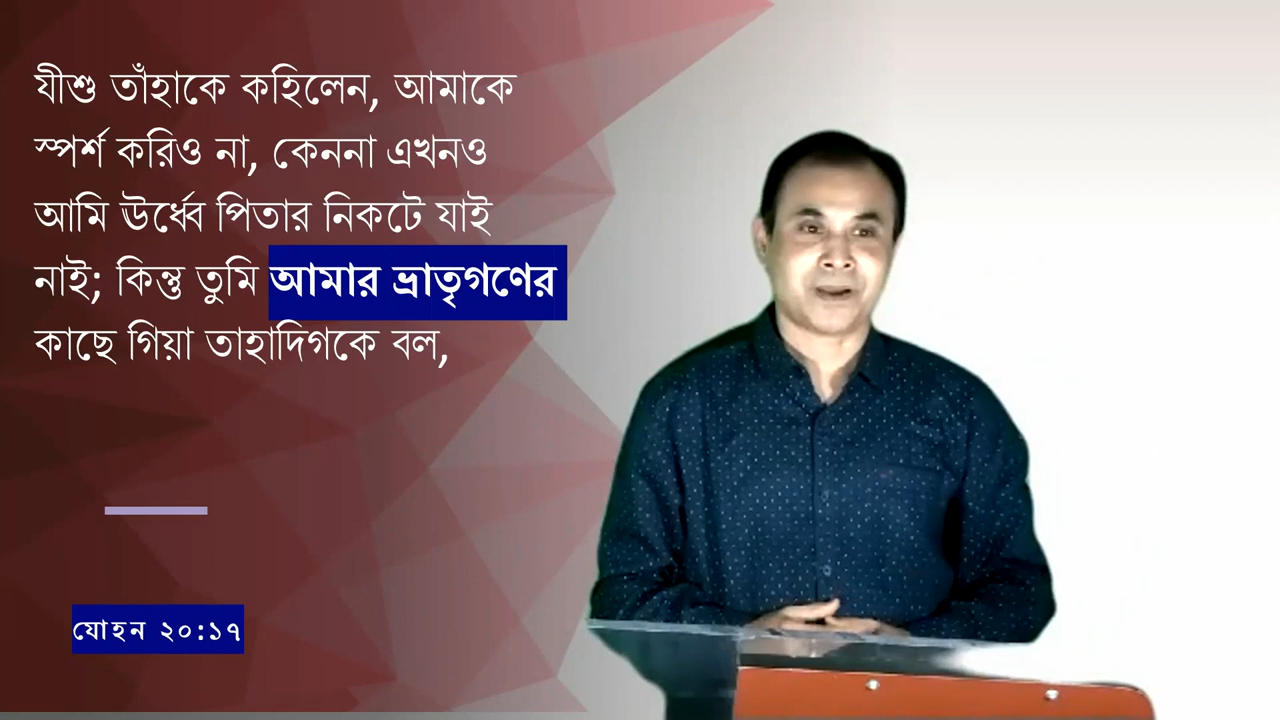 যীশু তাঁহাকে কহিলেন, আমাকে
স্পর্শ করিও না, কেননা এখনও
আমি ঊর্ধ্বে পিতার নিকটে যাই
নাই; কিন্তু তুমি আমার ভ্রাতৃগণের
কাছে গিয়া তাহাদিগকে বল,
যোহন ২০:১৭